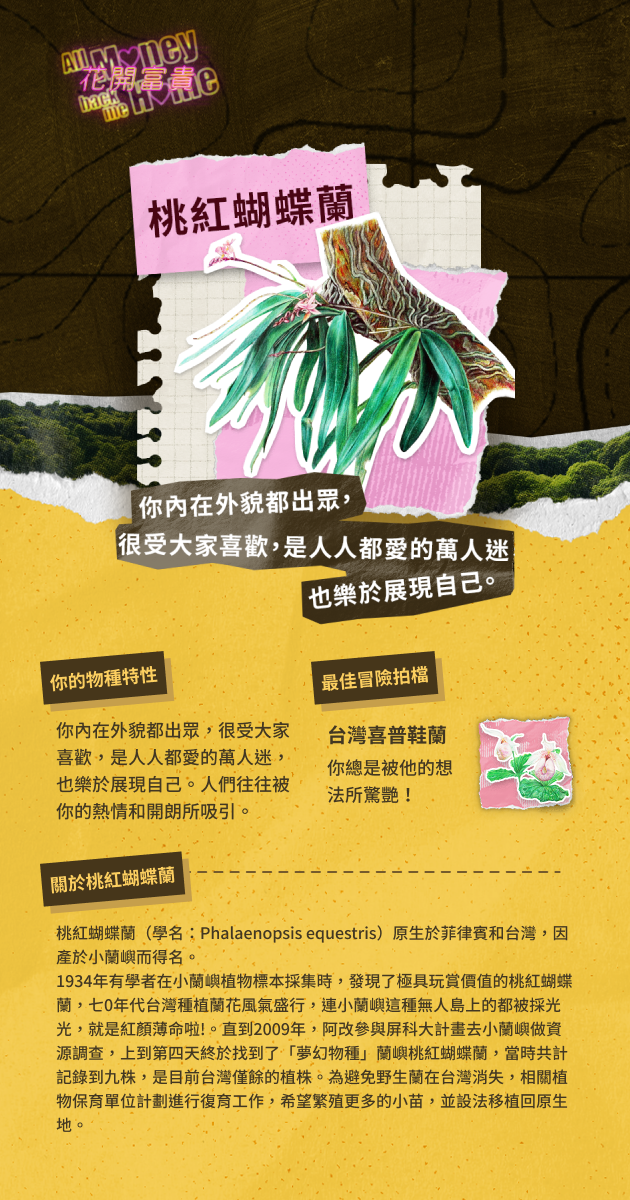 All Money
花開富貴
back me Home
桃紅蝴蝶蘭
你內在外貌都出眾，
很受大家喜歡，是人人都愛的萬人迷
也樂於展現自己。
你的物種特性
你內在外貌都出眾，很受大家
喜歡，是人人都愛的萬人迷，
也樂於展現自己。人們往往被
你的熱情和開朗所吸引。
最佳冒險拍檔
台灣喜普鞋蘭
你總是被他的想
法所驚艷！
關於桃紅蝴蝶蘭
桃紅蝴蝶蘭（學名：Phalaenopsis equestris）原生於菲律賓和台灣，因
產於小蘭嶼而得名。
1934年有學者在小蘭嶼植物標本採集時，發現了極具玩賞價值的桃紅蝴蝶
蘭，七0年代台灣種植蘭花風氣盛行，連小蘭嶼這種無人島上的都被採光
光，就是紅顏薄命啦!。直到2009年，阿改參與屏科大計畫去小蘭嶼做資
源調查，上到第四天終於找到了「夢幻物種」蘭嶼桃紅蝴蝶蘭，當時共計
記錄到九株，是目前台灣僅餘的植株。為避免野生蘭在台灣消失，相關植
物保育單位計劃進行復育工作，希望繁殖更多的小苗，並設法移植回原生
地。